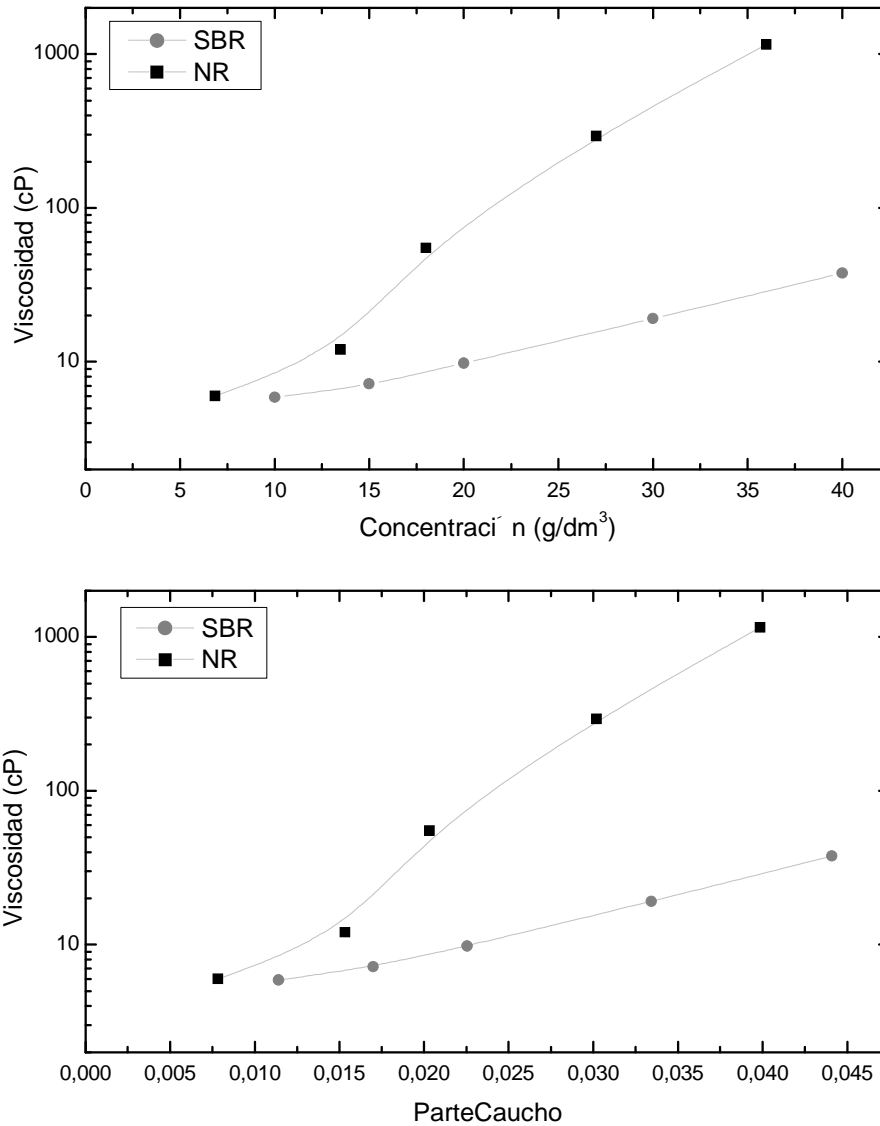 SBR
NR
1000
100
10
Viscosidad (cP)
0 5 10 15 20 25 30 35 40
Concentraci´ n (g/dm³)
SBR
NR
1000
100
10
Viscosidad (cP)
0,000 0,005 0,010 0,015 0,020 0,025 0,030 0,035 0,040 0,045
ParteCaucho